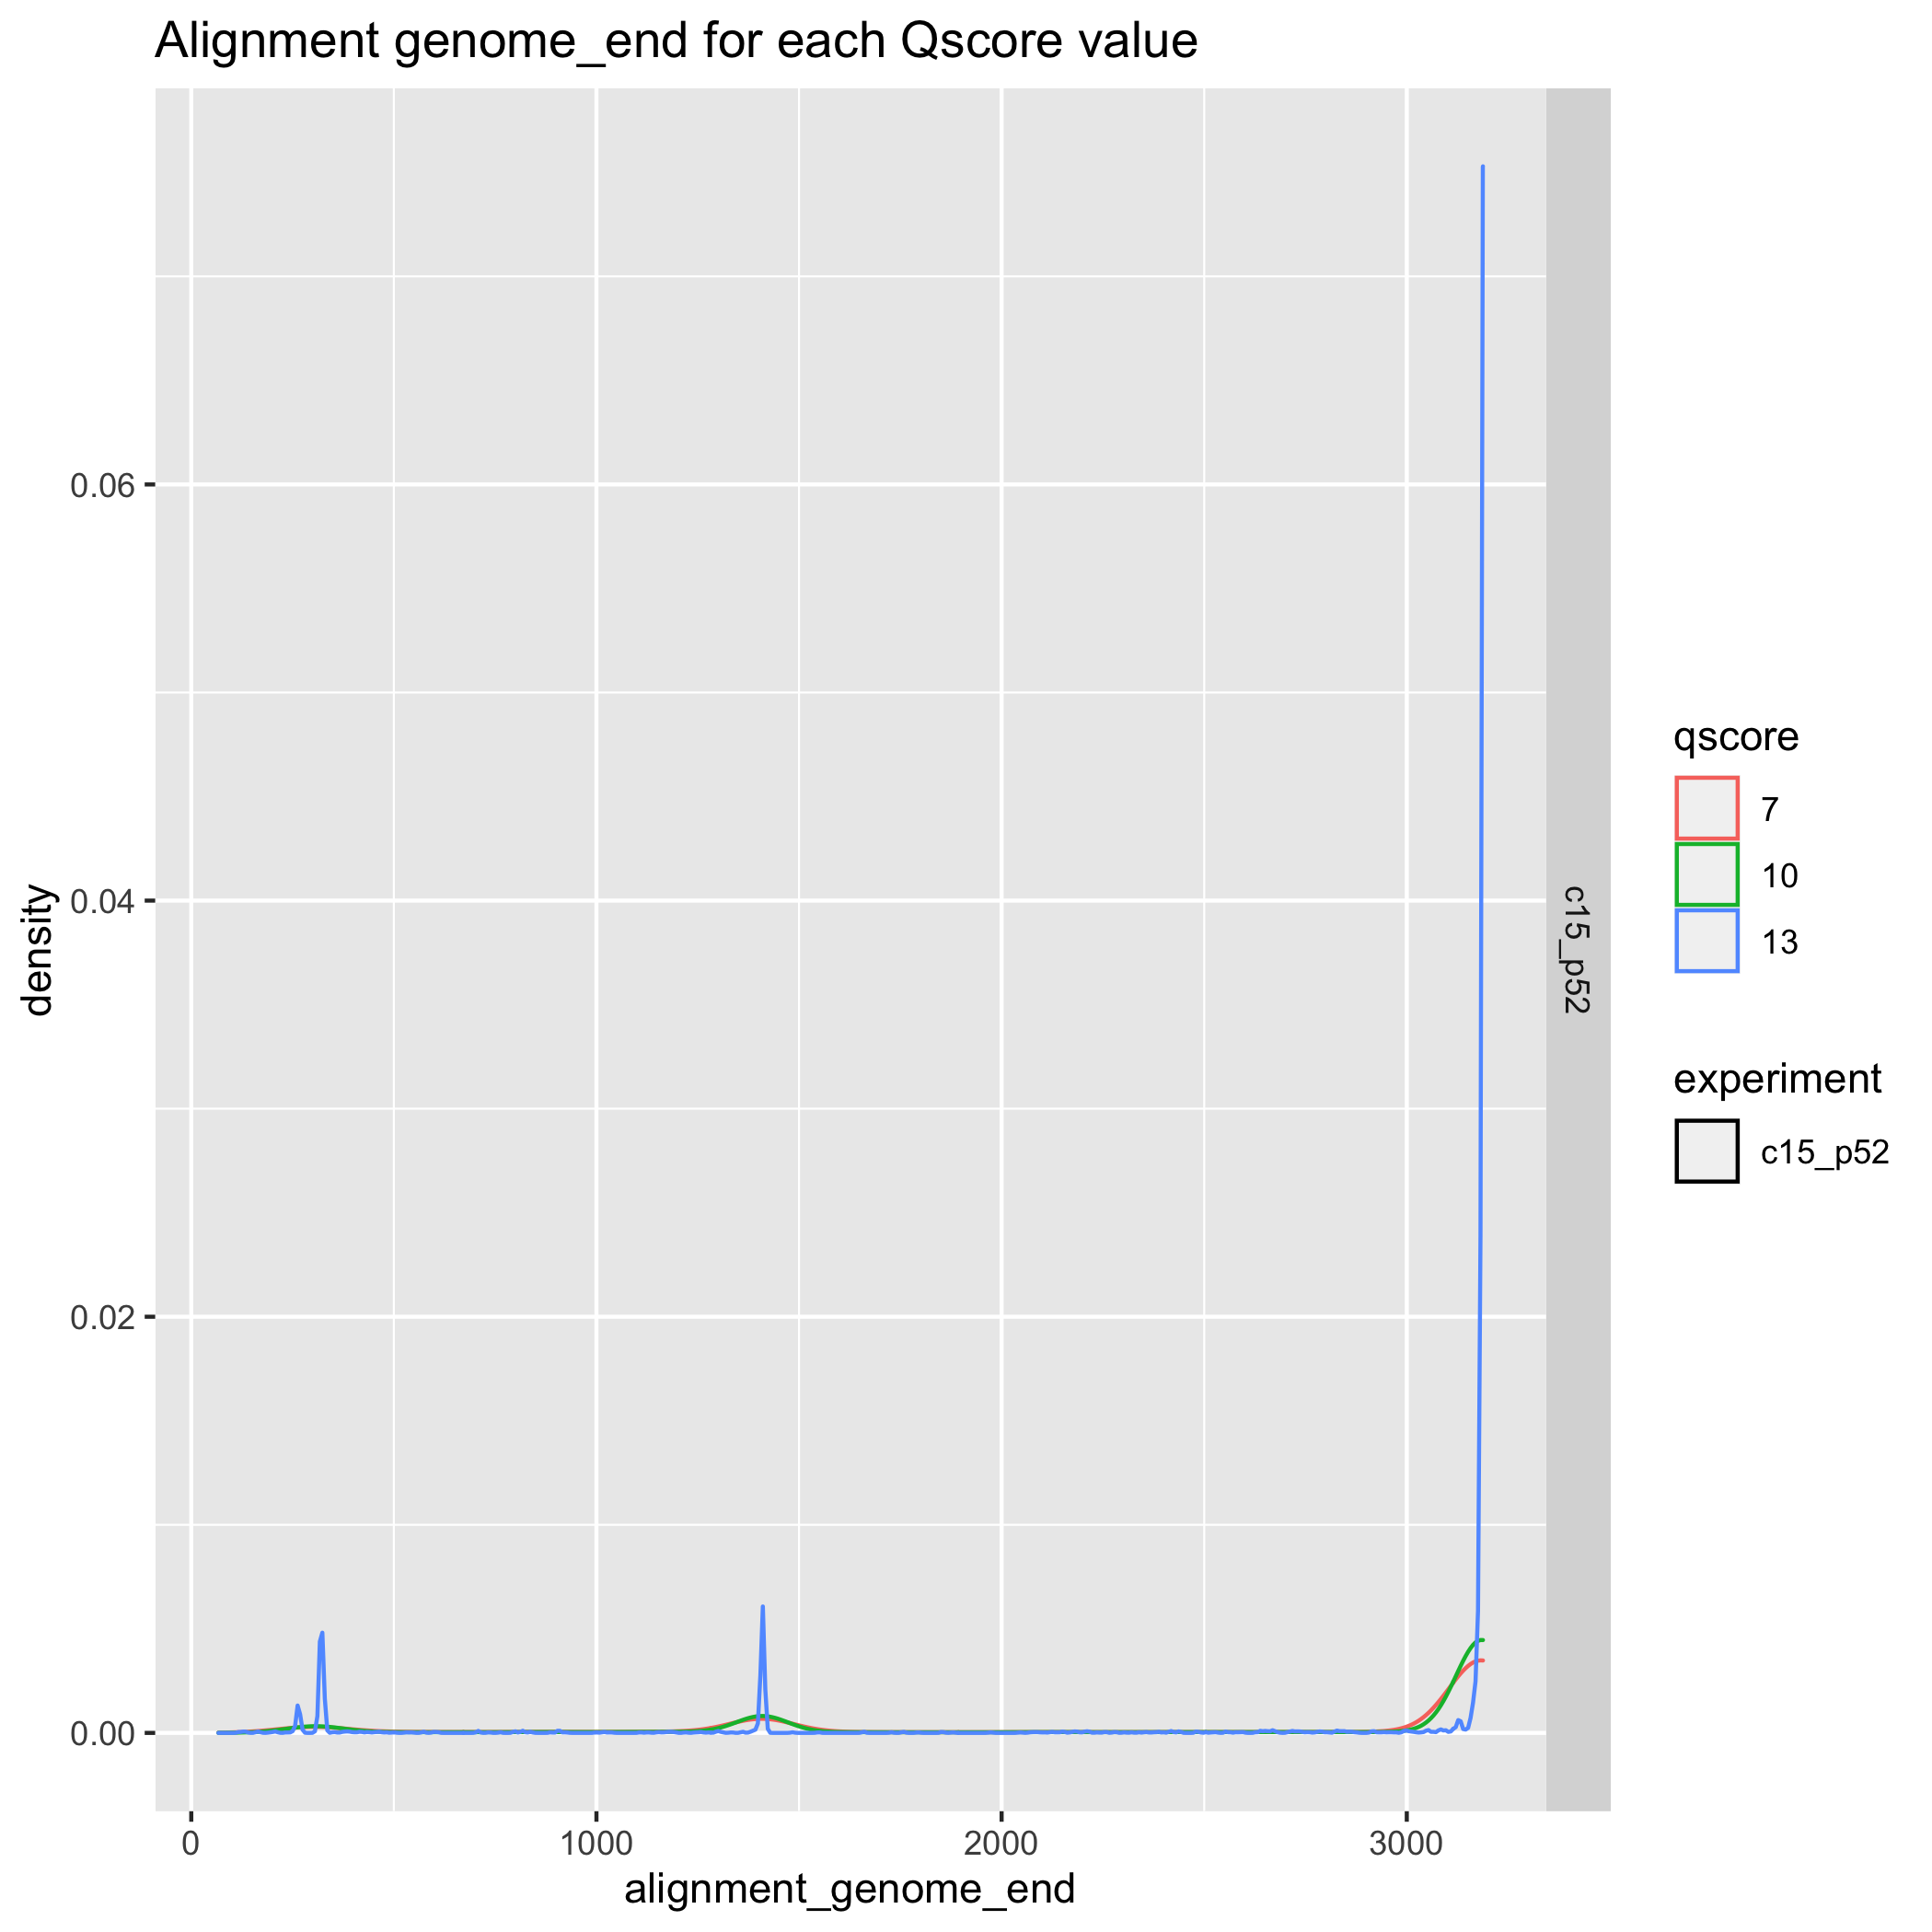 Alignment genome_end for each Qscore value
0.06
0.04
0.02
0.00
density
0
1000
2000
3000
alignment_genome_end
c15_p52
qscore
7
10
13
experiment
c15_p52